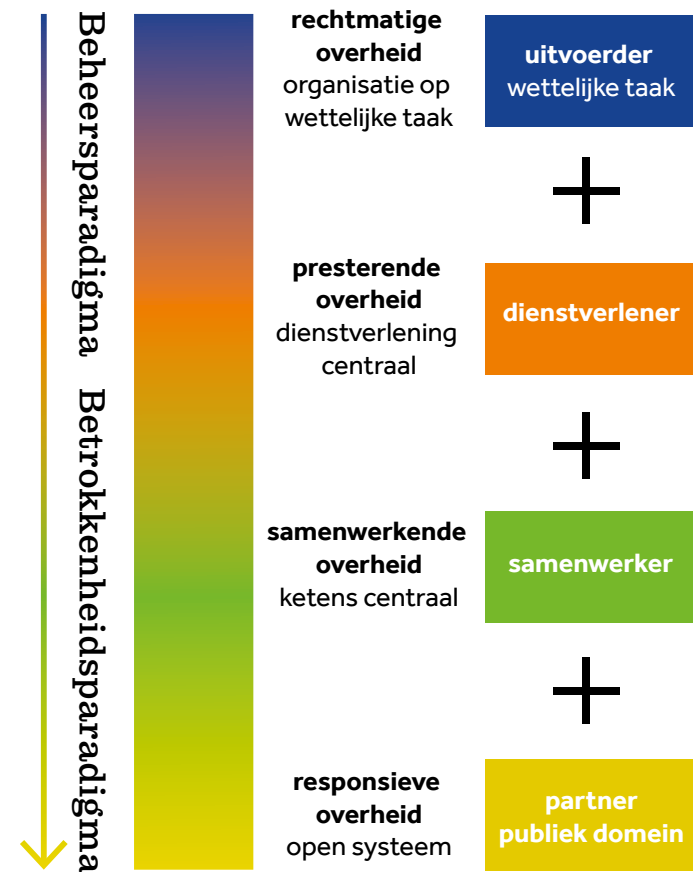 Beheersparadigma
Betrokkenheidsparadigma
rechtmatige
overheid
organisatie op
wettelijke taak
uitvoerder
wettelijke taak
+
presterende
overheid
dienstverlening
centraal
dienstverlener
+
samenwerkende
overheid
ketens centraal
samenwerker
+
responsieve
overheid
open systeem
partner
publiek domein